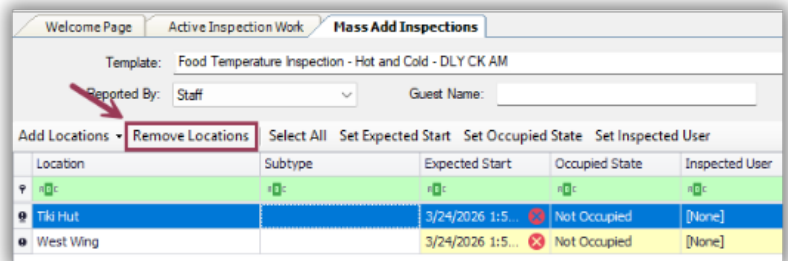 Welcome Page Active Inspection Work Mass Add Inspections
Template: Food Temperature Inspection - Hot and Cold - DLY CK AM
Reported By: Staff Guest Name:
Add Locations Remove Locations Select All Set Expected Start Set Occupied State Set Inspected User
Location Subtype Expected Start Occupied State Inspected User
Tiki Hut 3/24/2026 1:5... Not Occupied [None]
West Wing 3/24/2026 1:5... Not Occupied [None]